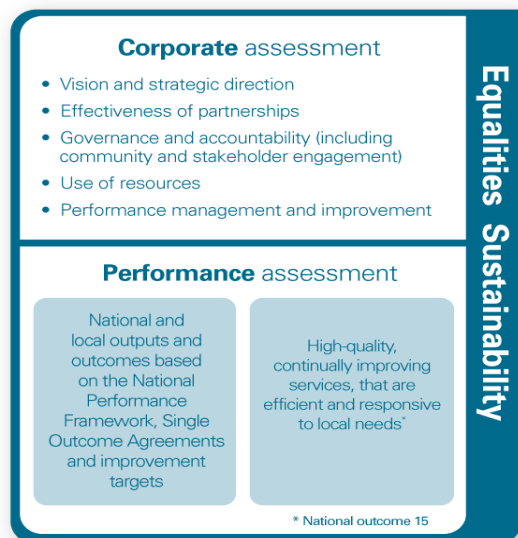 Corporate assessment
• Vision and strategic direction
• Effectiveness of partnerships
• Governance and accountability (including
community and stakeholder engagement)
• Use of resources
• Performance management and improvement
Performance assessment
National and
local outputs and
outcomes based
on the National
Performance
Framework, Single
Outcome Agreements
and improvement
targets
High-quality,
continually improving
services, that are
efficient and responsive
to local needs*
* National outcome 15
Equalities Sustainability